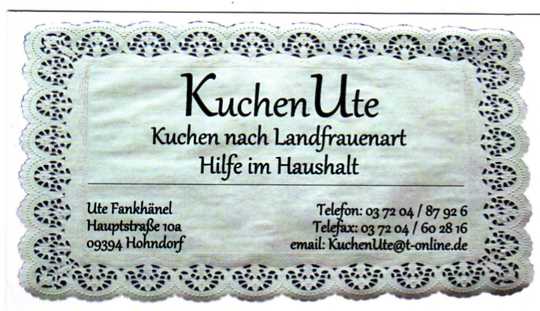 KuchenUte
Kuchen nach Landfrauenart
Hilfe im Haushalt
Ute Fankhänel
Hauptstraße 10a
09394 Hohndorf
Telefon: 03 72 04 / 87 92 6
Telefax: 03 72 04 / 60 28 16
email: KuchenUte@t-online.de